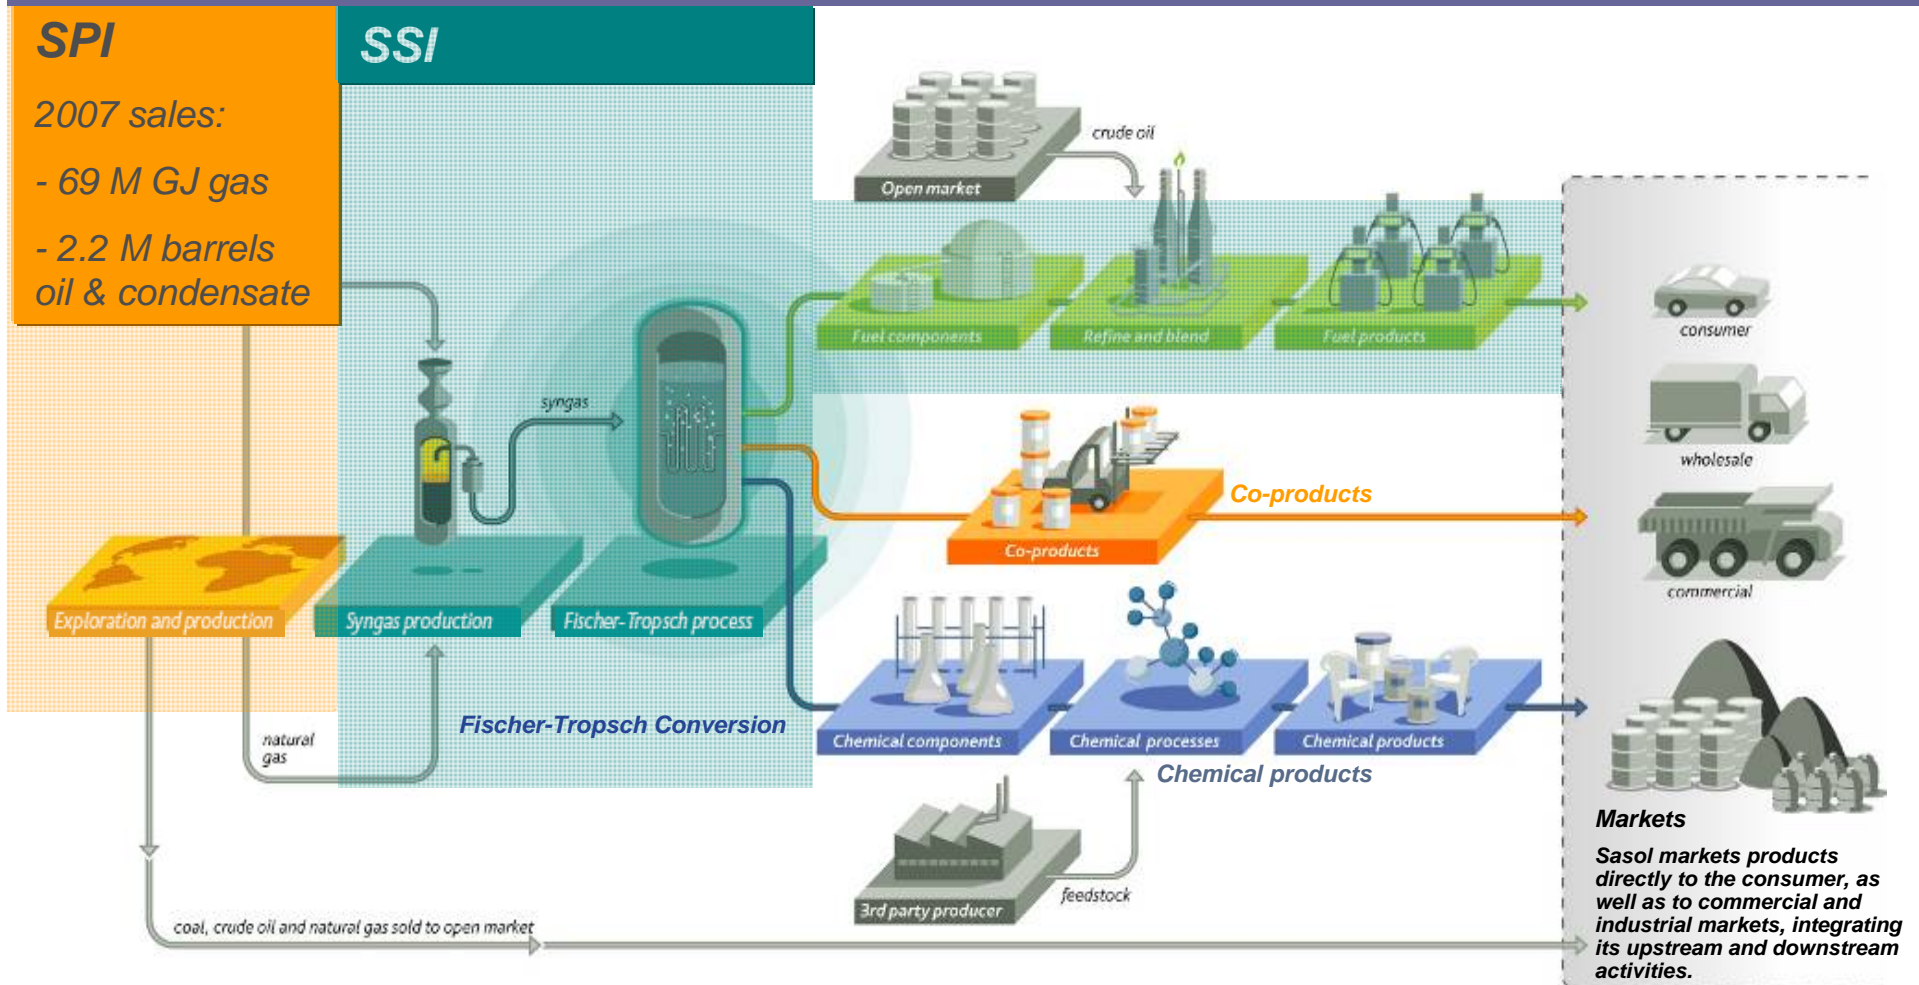 SPI
2007 sales:
- 69 M GJ gas
- 2.2 M barrels
oil & condensate
SSI
crude oil
Open market
Fuel components
Refine and blend
Fuel products
consumer
syngas
wholesale
Co-products
Co-products
commercial
Exploration and production
Syngas production
Fischer-Tropsch process
Fischer-Tropsch Conversion
natural
gas
Chemical components
Chemical processes
Chemical products
Chemical products
3rd party producer
feedstock
coal, crude oil and natural gas sold to open market
Markets
Sasol markets products
directly to the consumer, as
well as to commercial and
industrial markets, integrating
its upstream and downstream
activities.